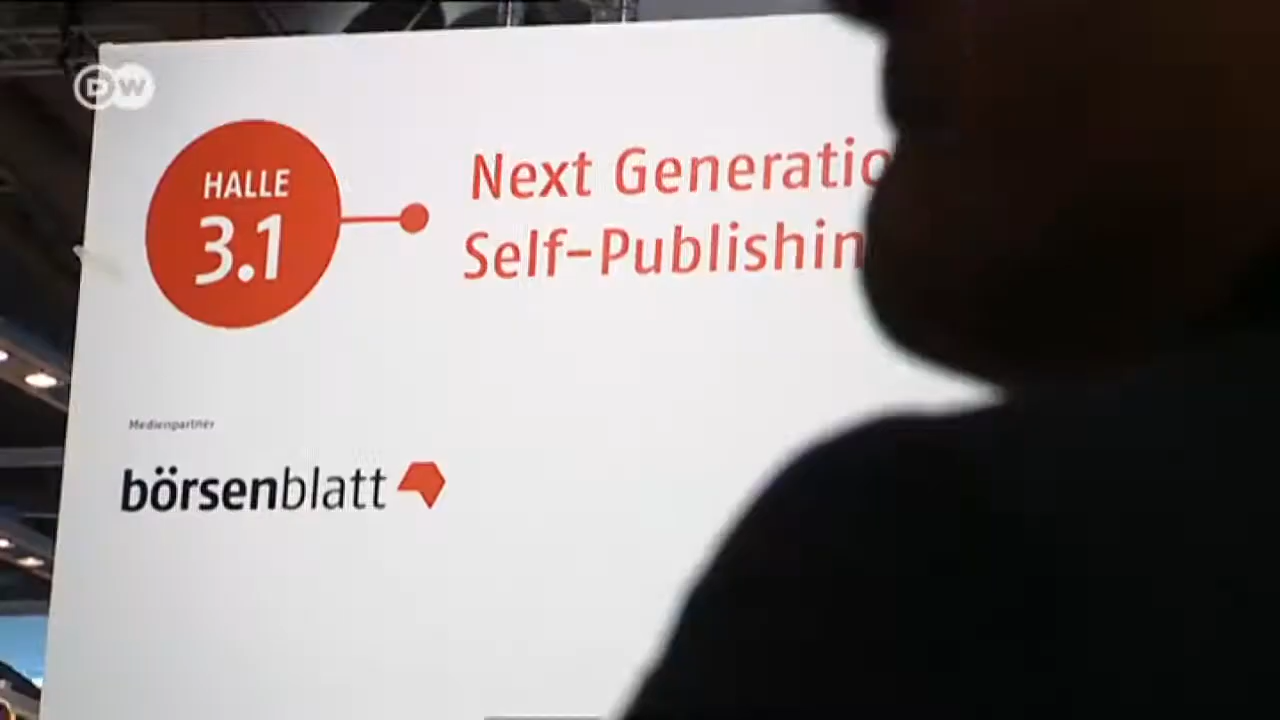 DW
HALLE
3.1
Next Generatio
Self-Publishin
Medienpartner
börsenblatt